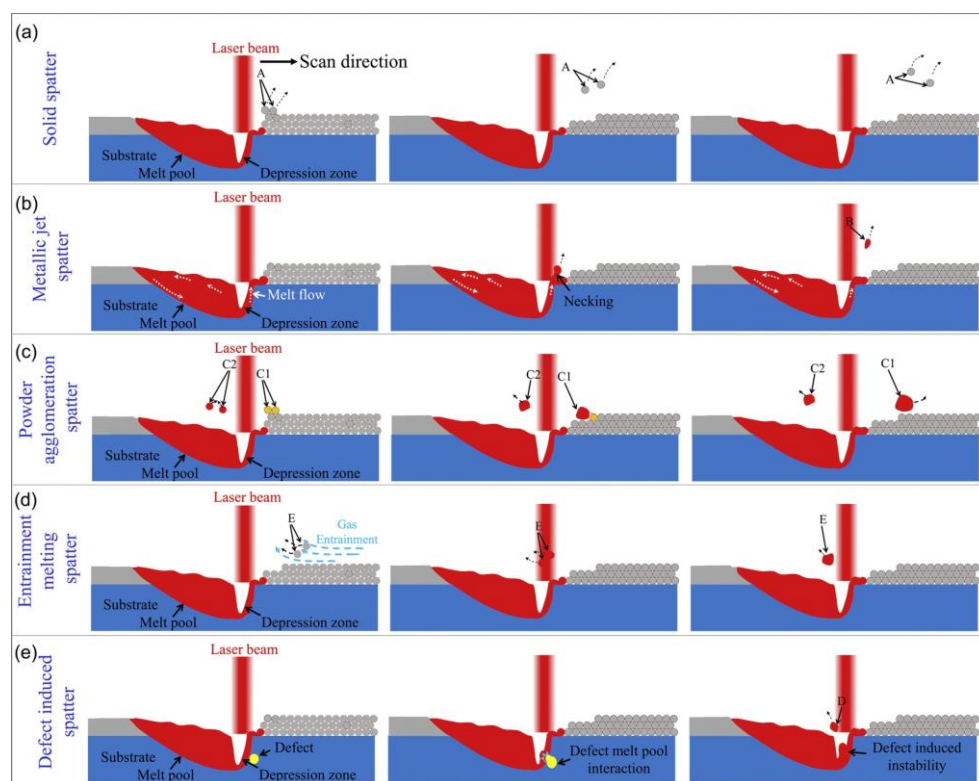 (a)
Solid spatter
Laser beam
Scan direction
A
A
A
Substrate
Melt pool
Depression zone
(b)
Metallic jet
spatter
Laser beam
B
Melt flow
Necking
Substrate
Melt pool
Depression zone
(c)
Powder
agglomeration
spatter
Laser beam
C2
C1
C2
C1
C2
C1
Substrate
Melt pool
Depression zone
(d)
Entrainment
melting
spatter
Laser beam
E
Gas
Entrainment
E
E
Substrate
Melt pool
Depression zone
(e)
Defect induced
spatter
Laser beam
D
Substrate
Defect
Melt pool
Depression zone
Defect melt pool
interaction
Defect induced
instability